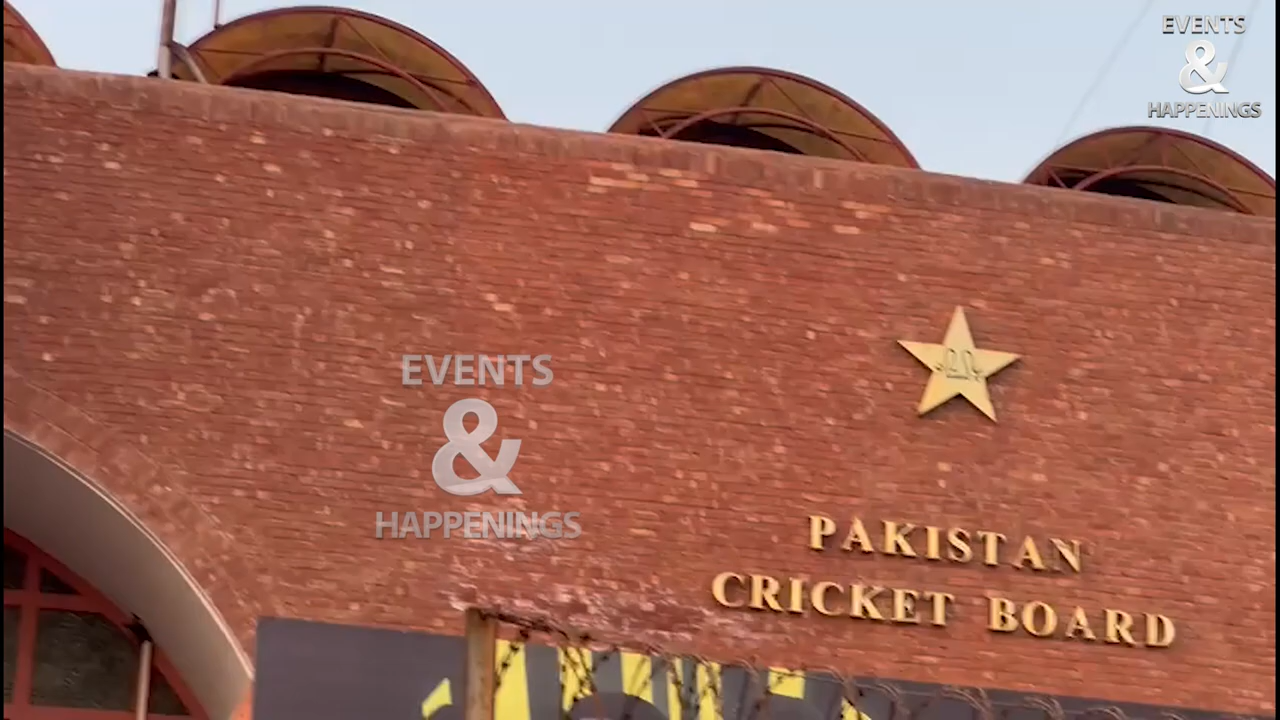 EVENTS
&
HAPPENINGS
EVENTS
&
HAPPENINGS
PAKISTAN
CRICKET BOARD